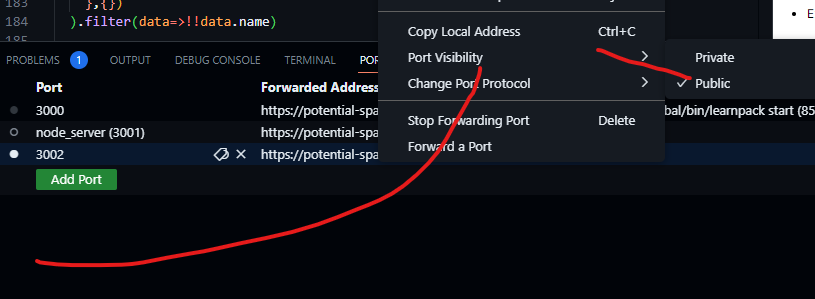 183 },{})
184 ).filter(data=>!!data.name)
185
PROBLEMS 1 OUTPUT DEBUG CONSOLE TERMINAL
Port Forwarded Address
3000 https://potential-spa bal/bin/learnpack start (85
node_server (3001) https://potential-spa
3002 https://potential-spa
Add Port
Copy Local Address Ctrl+C
Port Visibility
Change Port Protocol
Stop Forwarding Port Delete
Forward a Port
Private
Public